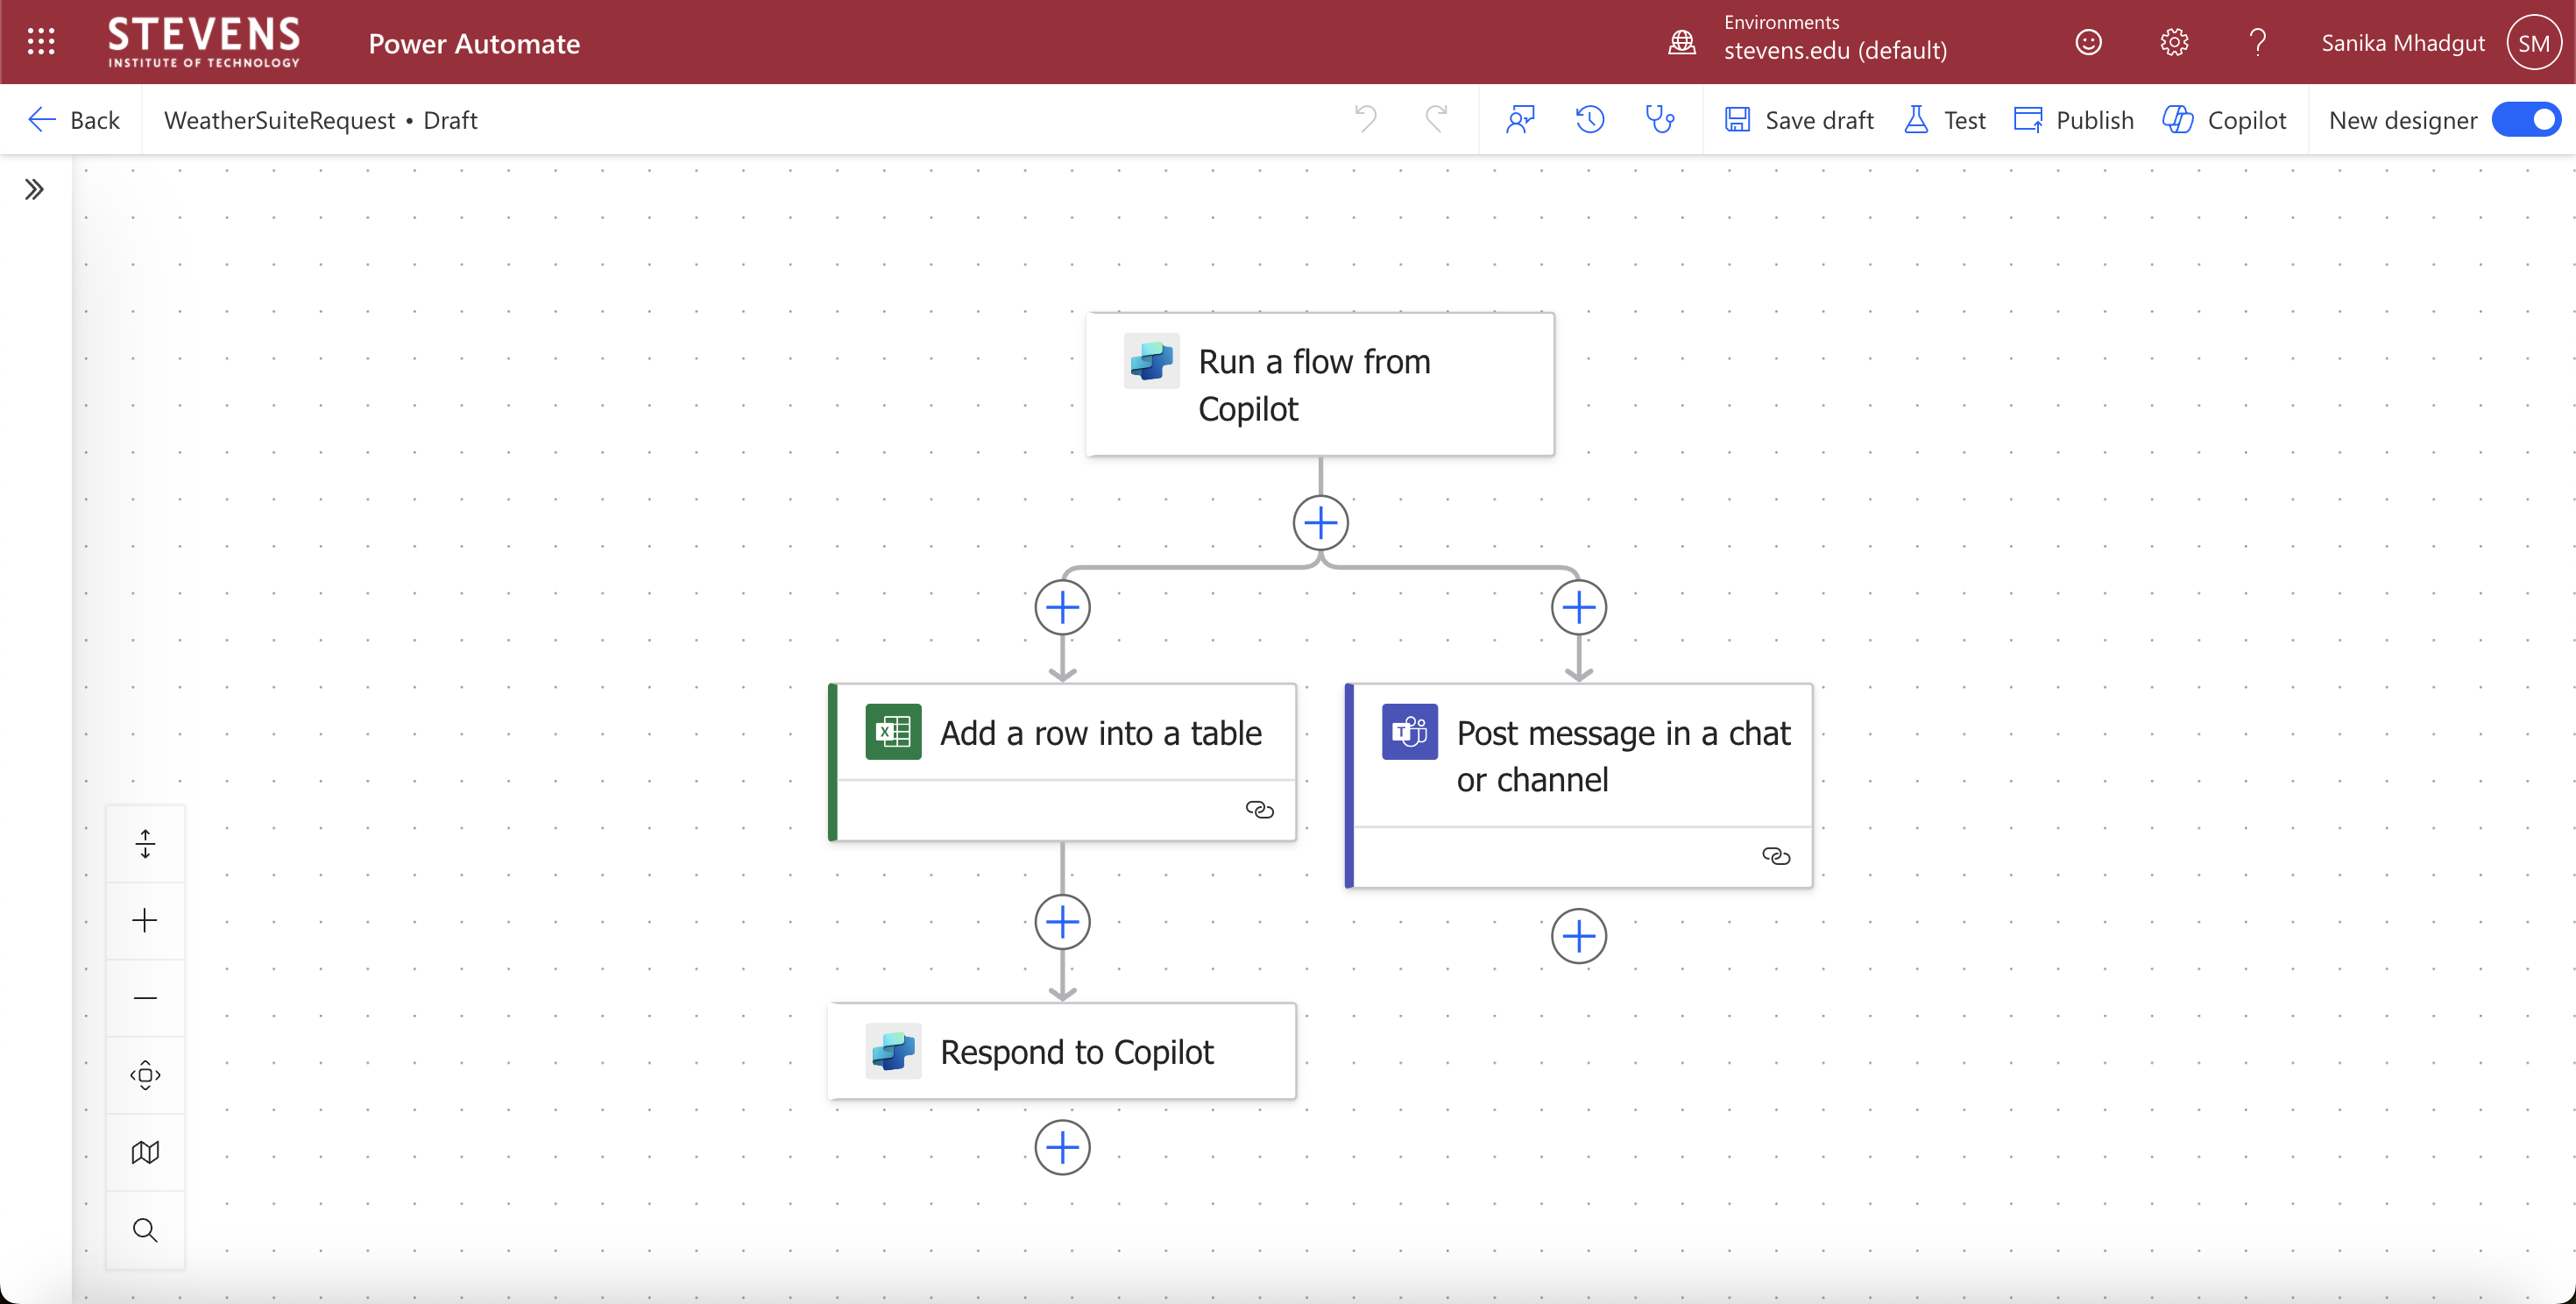 STEVENS
INSTITUTE OF TECHNOLOGY
Power Automate
Environments
stevens.edu (default)
Sanika Mhadgut
SM
Back
WeatherSuiteRequest • Draft
Save draft
Test
Publish
Copilot
New designer
Run a flow from
Copilot
Add a row into a table
Post message in a chat
or channel
Respond to Copilot